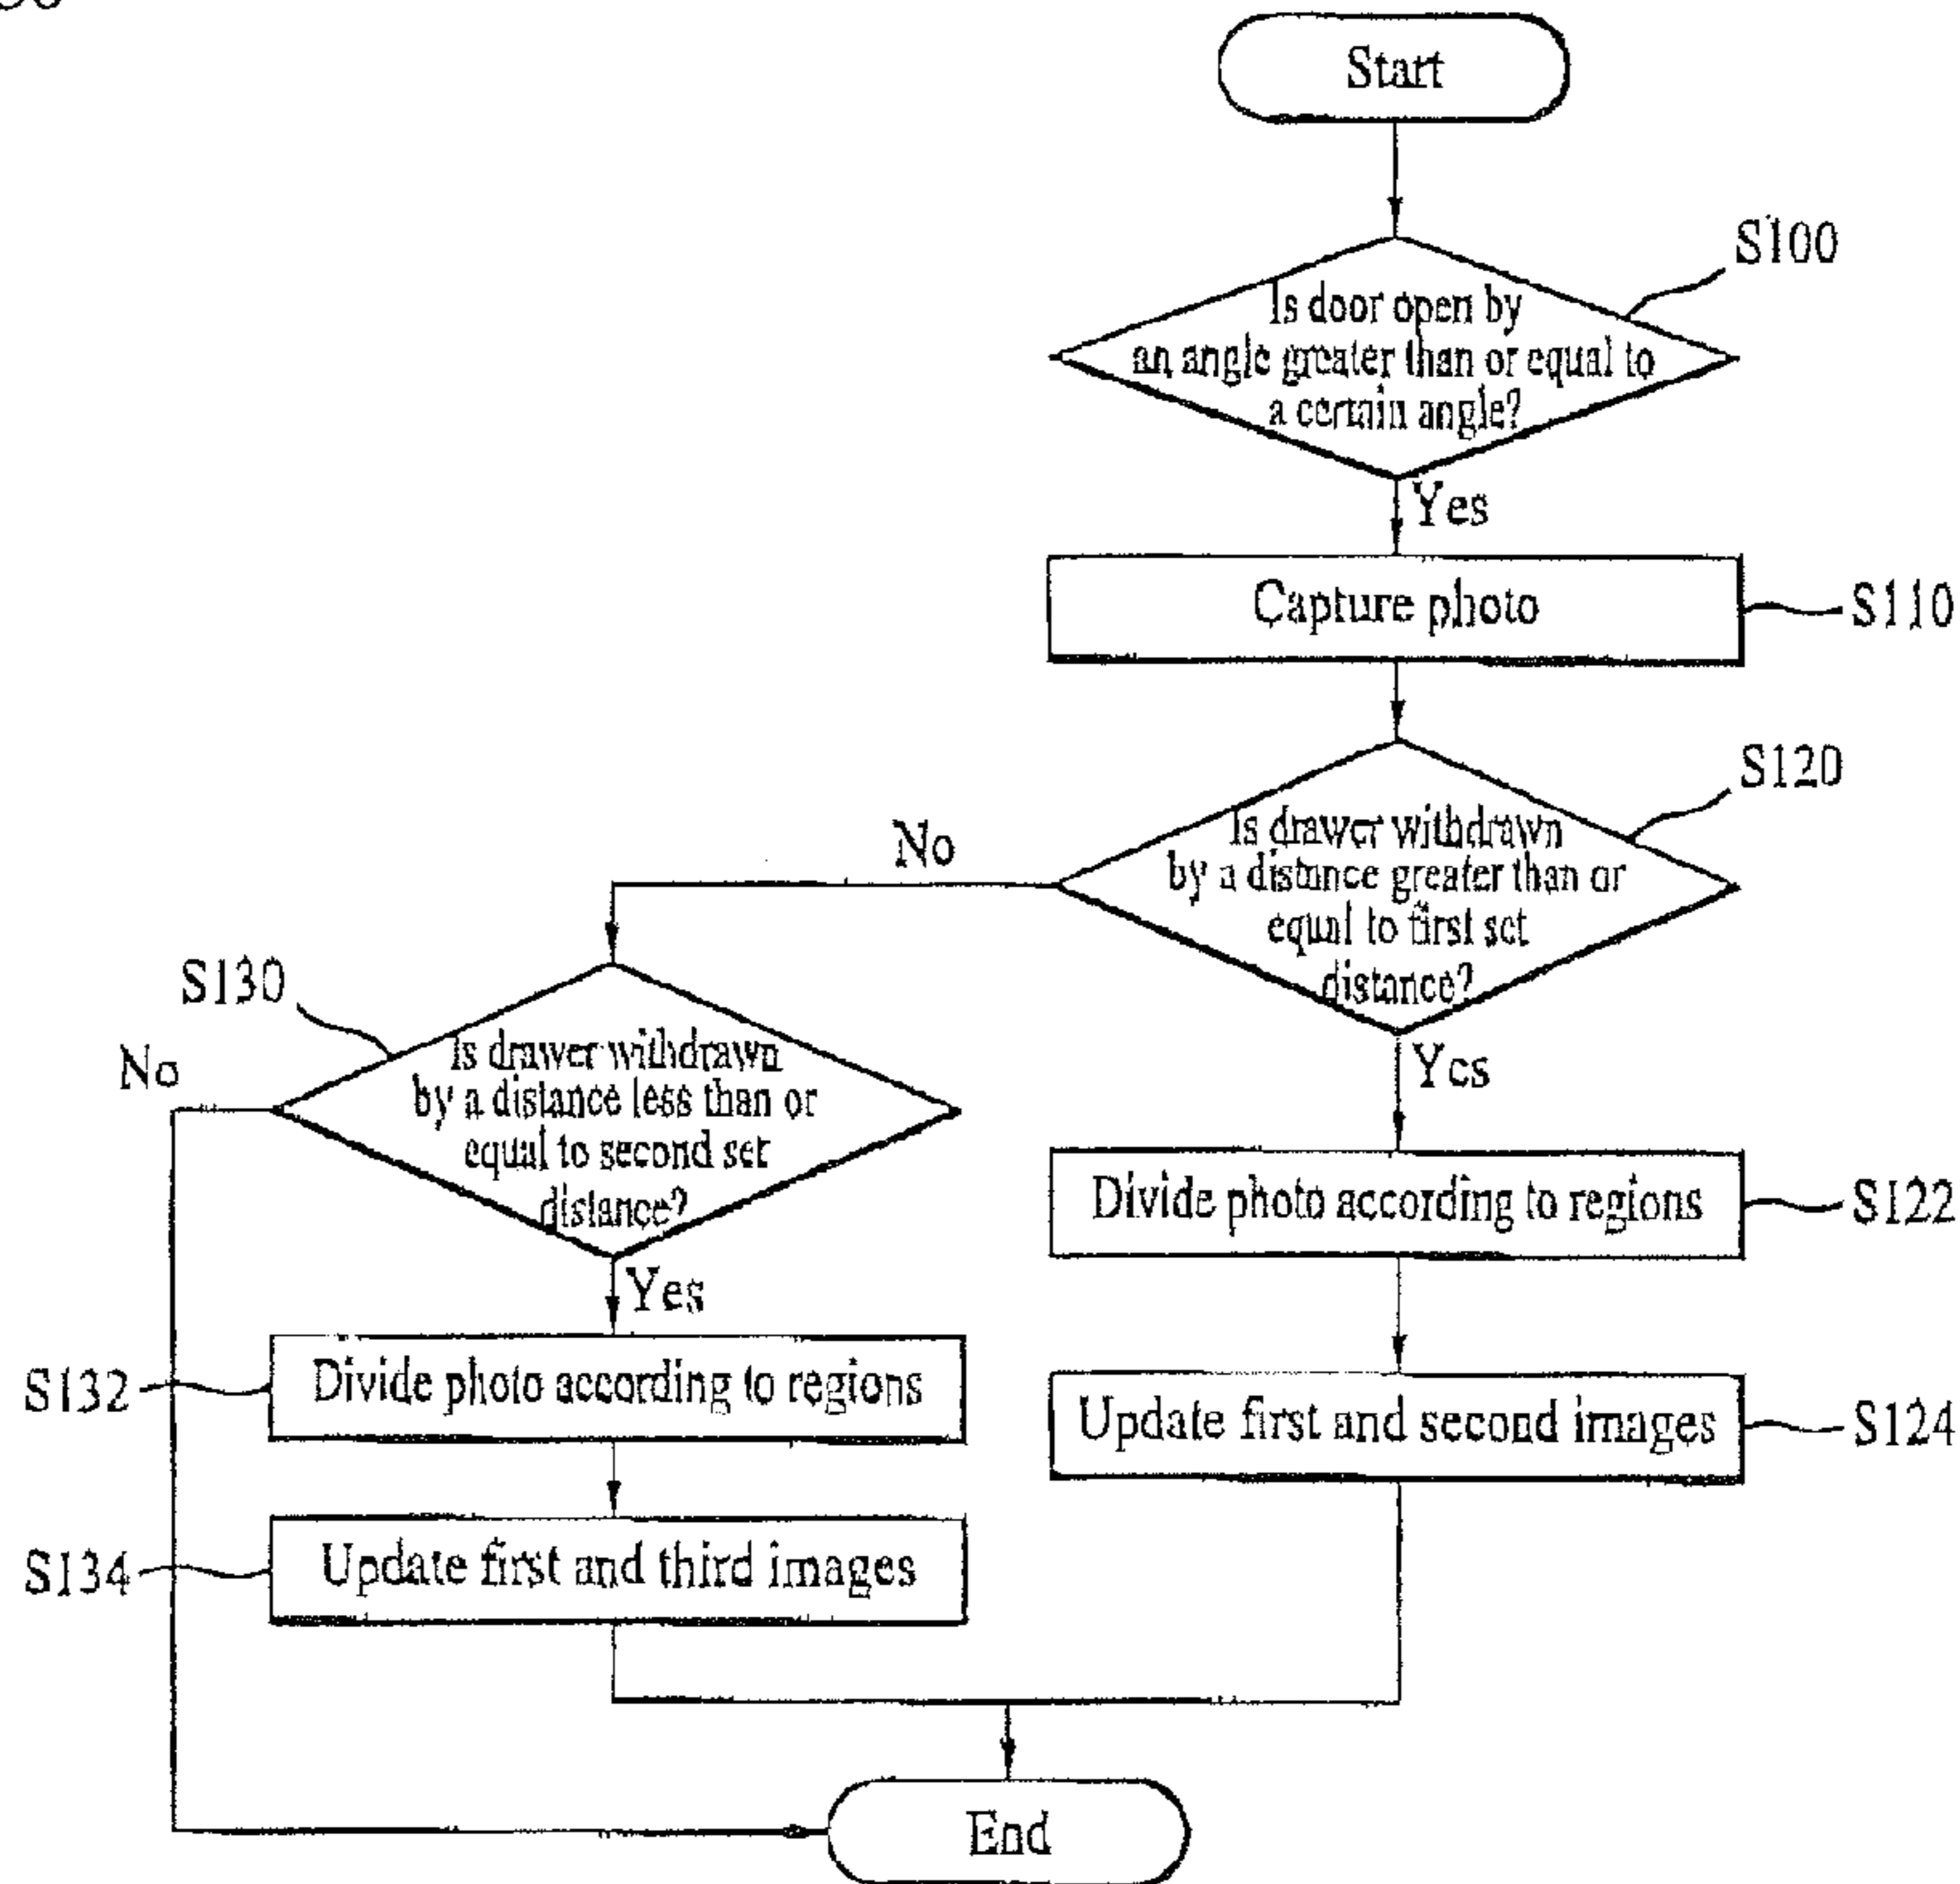 Start
S100
Is door open by
an angle greater than or equal to
a certain angle?
Yes
Capture photo
S110
S120
Is drawer withdrawn
by a distance greater than or
equal to first set
distance?
No
Yes
S130
Is drawer withdrawn
by a distance less than or
equal to second set
distance?
No
Yes
Divide photo according to regions
S122
S132
Divide photo according to regions
Update first and second images
S124
S134
Update first and third images
End